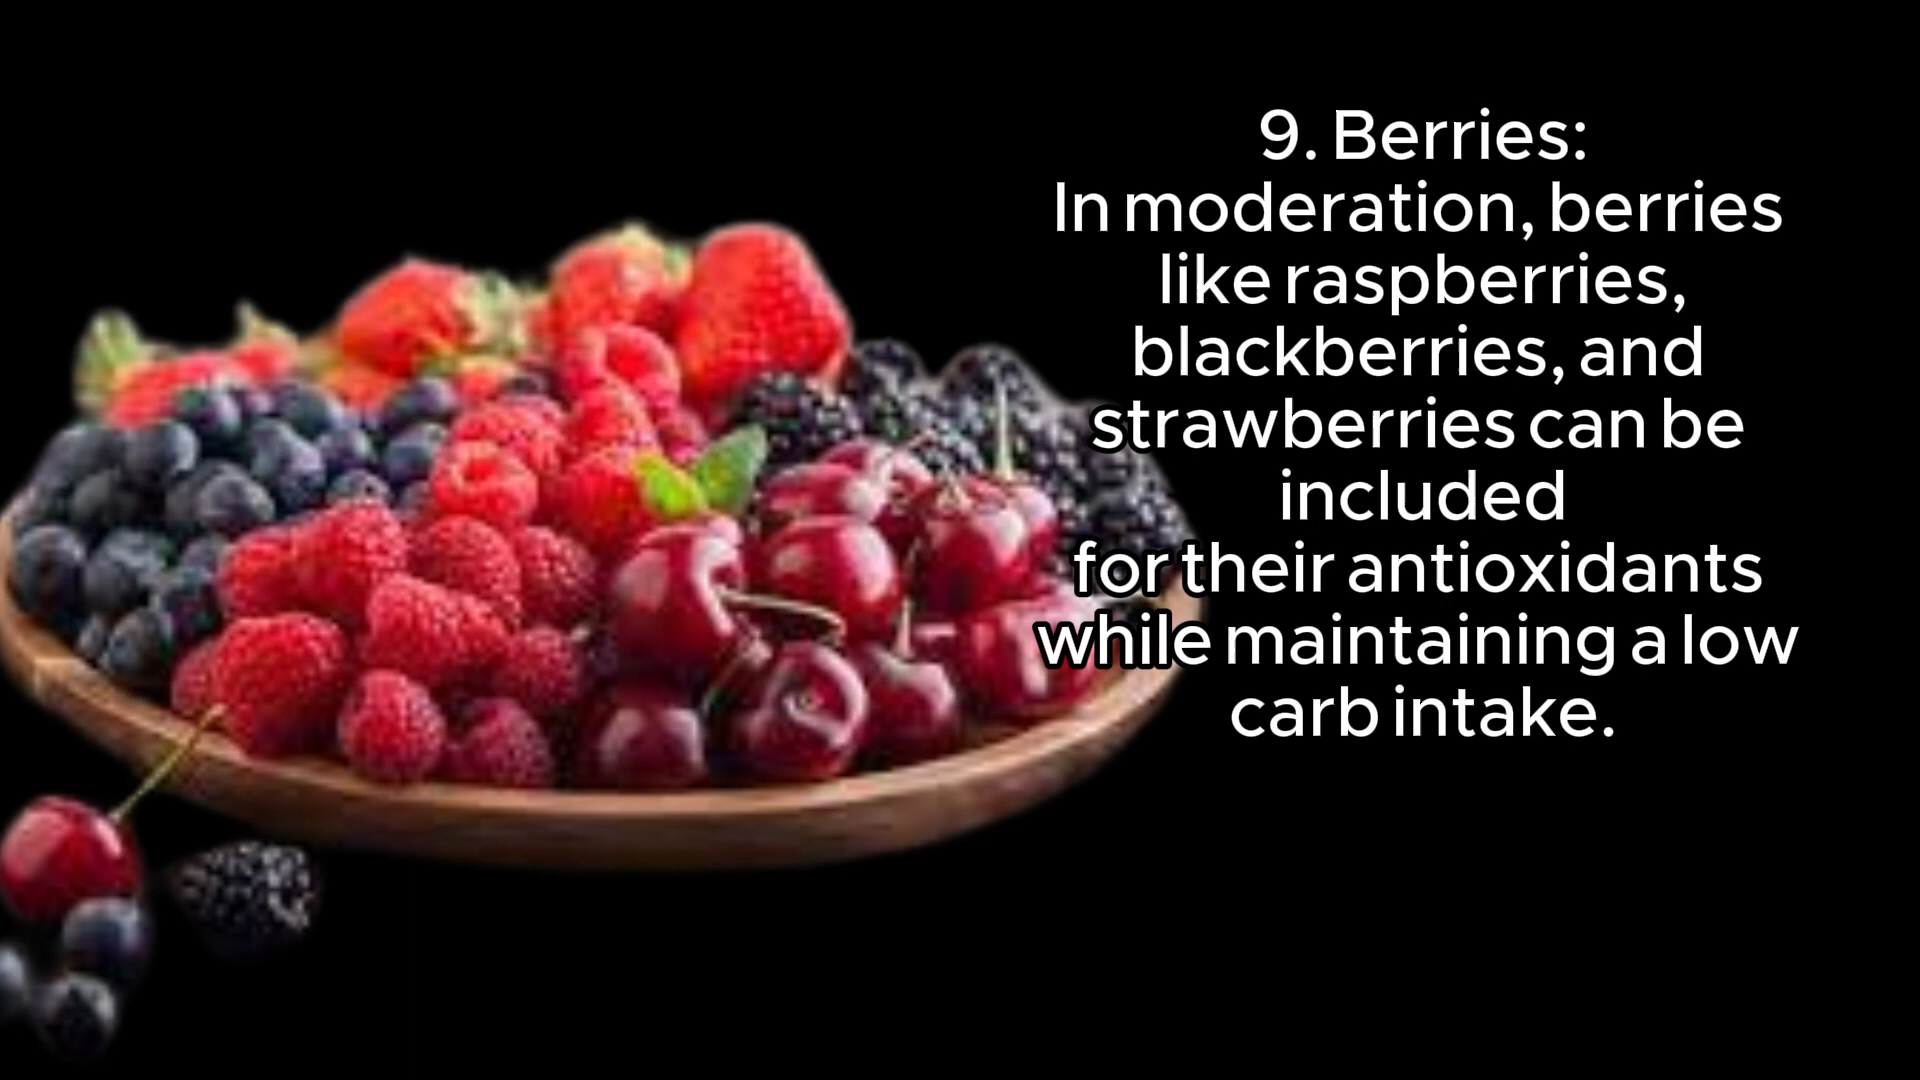 9. Berries:
In moderation, berries
like raspberries,
blackberries, and
strawberries can be
included
for their antioxidants
while maintaining a low
carb intake.